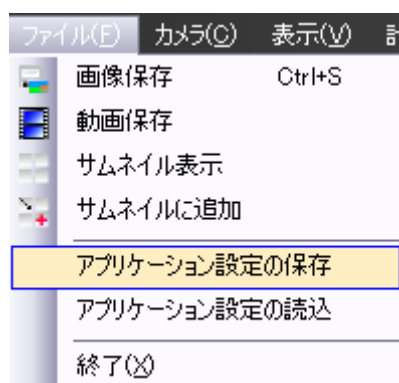 ファイル(F) カメラ(C) 表示(V)
画像保存 Ctrl+S
動画保存
サムネイル表示
サムネイルに追加
アプリケーション設定の保存
アプリケーション設定の読込
終了(X)